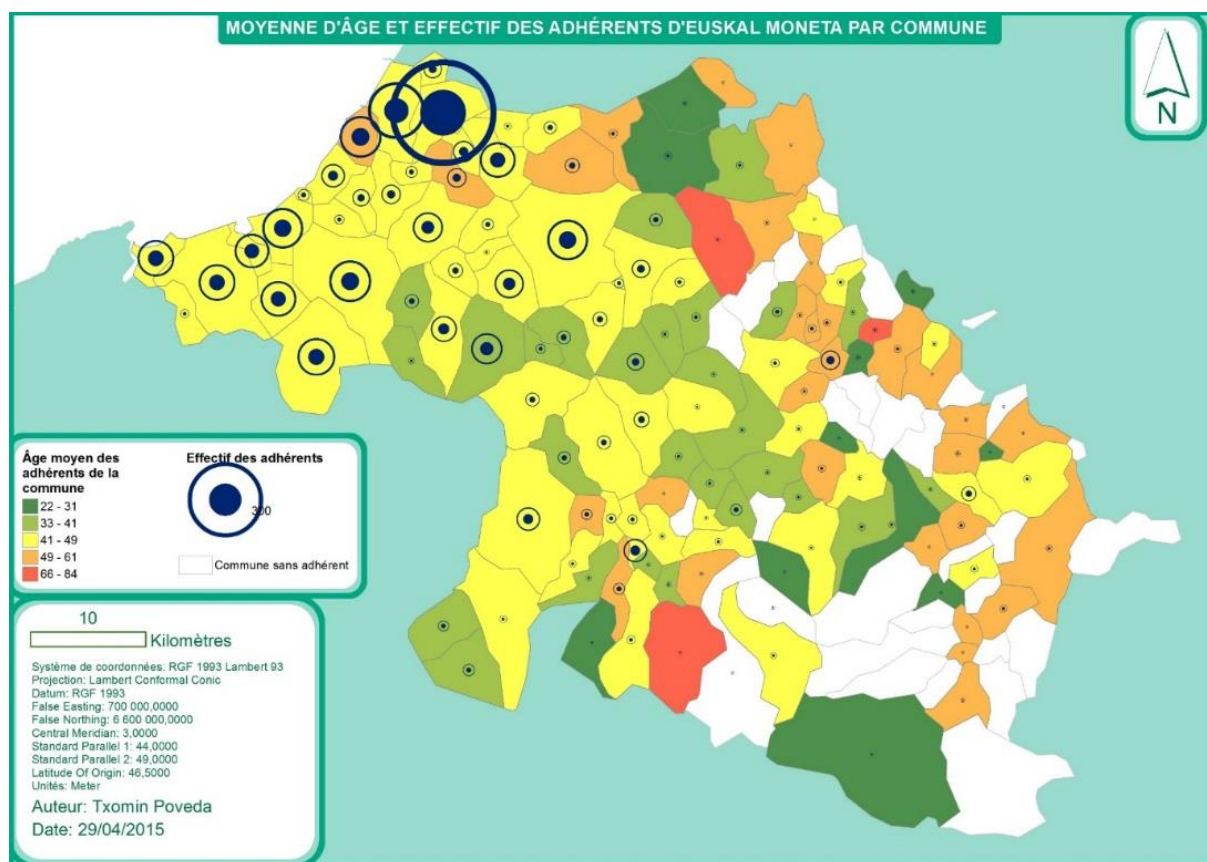 MOYENNE D'ÂGE ET EFFECTIF DES ADHÉRENTS D'EUSKAL MONETA PAR COMMUNE
N
Âge moyen des
adhérents de la
commune
22 - 31
33 - 41
41 - 49
49 - 61
66 - 84
Effectif des adhérents
300
Commune sans adhérent
10
Kilomètres
Système de coordonnées: RGF 1993 Lambert 93
Projection: Lambert Conformal Conic
Datum: RGF 1993
False Easting: 700 000,0000
False Northing: 6 600 000,0000
Central Meridian: 3,0000
Standard Parallel 1: 44,0000
Standard Parallel 2: 49,0000
Latitude Of Origin: 46,5000
Unités: Meter
Auteur: Txomin Poveda
Date: 29/04/2015